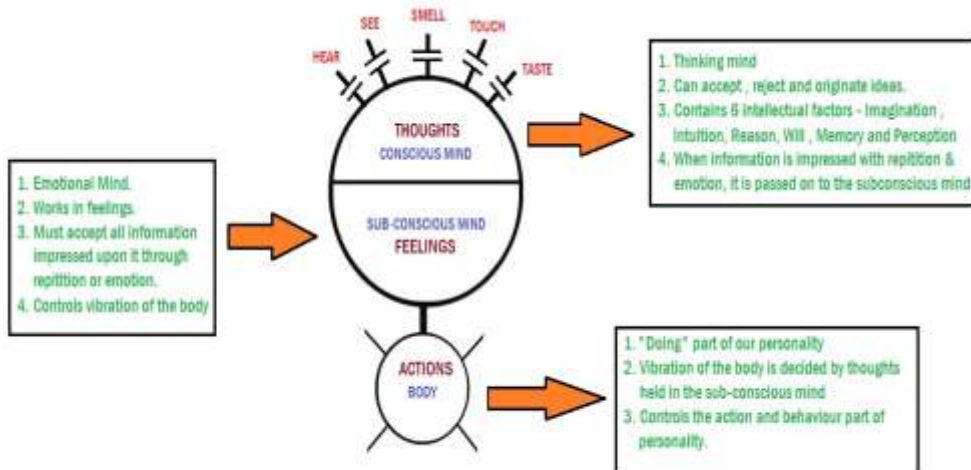 HEAR
SEE
SMELL
TOUCH
TASTE
THOUGHTS
CONSCIOUS MIND
SUB-CONSCIOUS MIND
FEELINGS
ACTIONS
BODY
1. Thinking mind
2. Can accept , reject and originate ideas.
3. Contains 6 intellectual factors - Imagination ,
Intuition, Reason, Will , Memory and Perception
4. When information is impressed with repitition &
emotion, it is passed on to the subconscious mind
1. Emotional Mind.
2. Works in feelings.
3. Must accept all information
impressed upon it through
repitition or emotion.
4. Controls vibration of the body
1. "Doing" part of our personality
2. Vibration of the body is decided by thoughts
held in the sub-conscious mind
3. Controls the action and behaviour part of
personality.